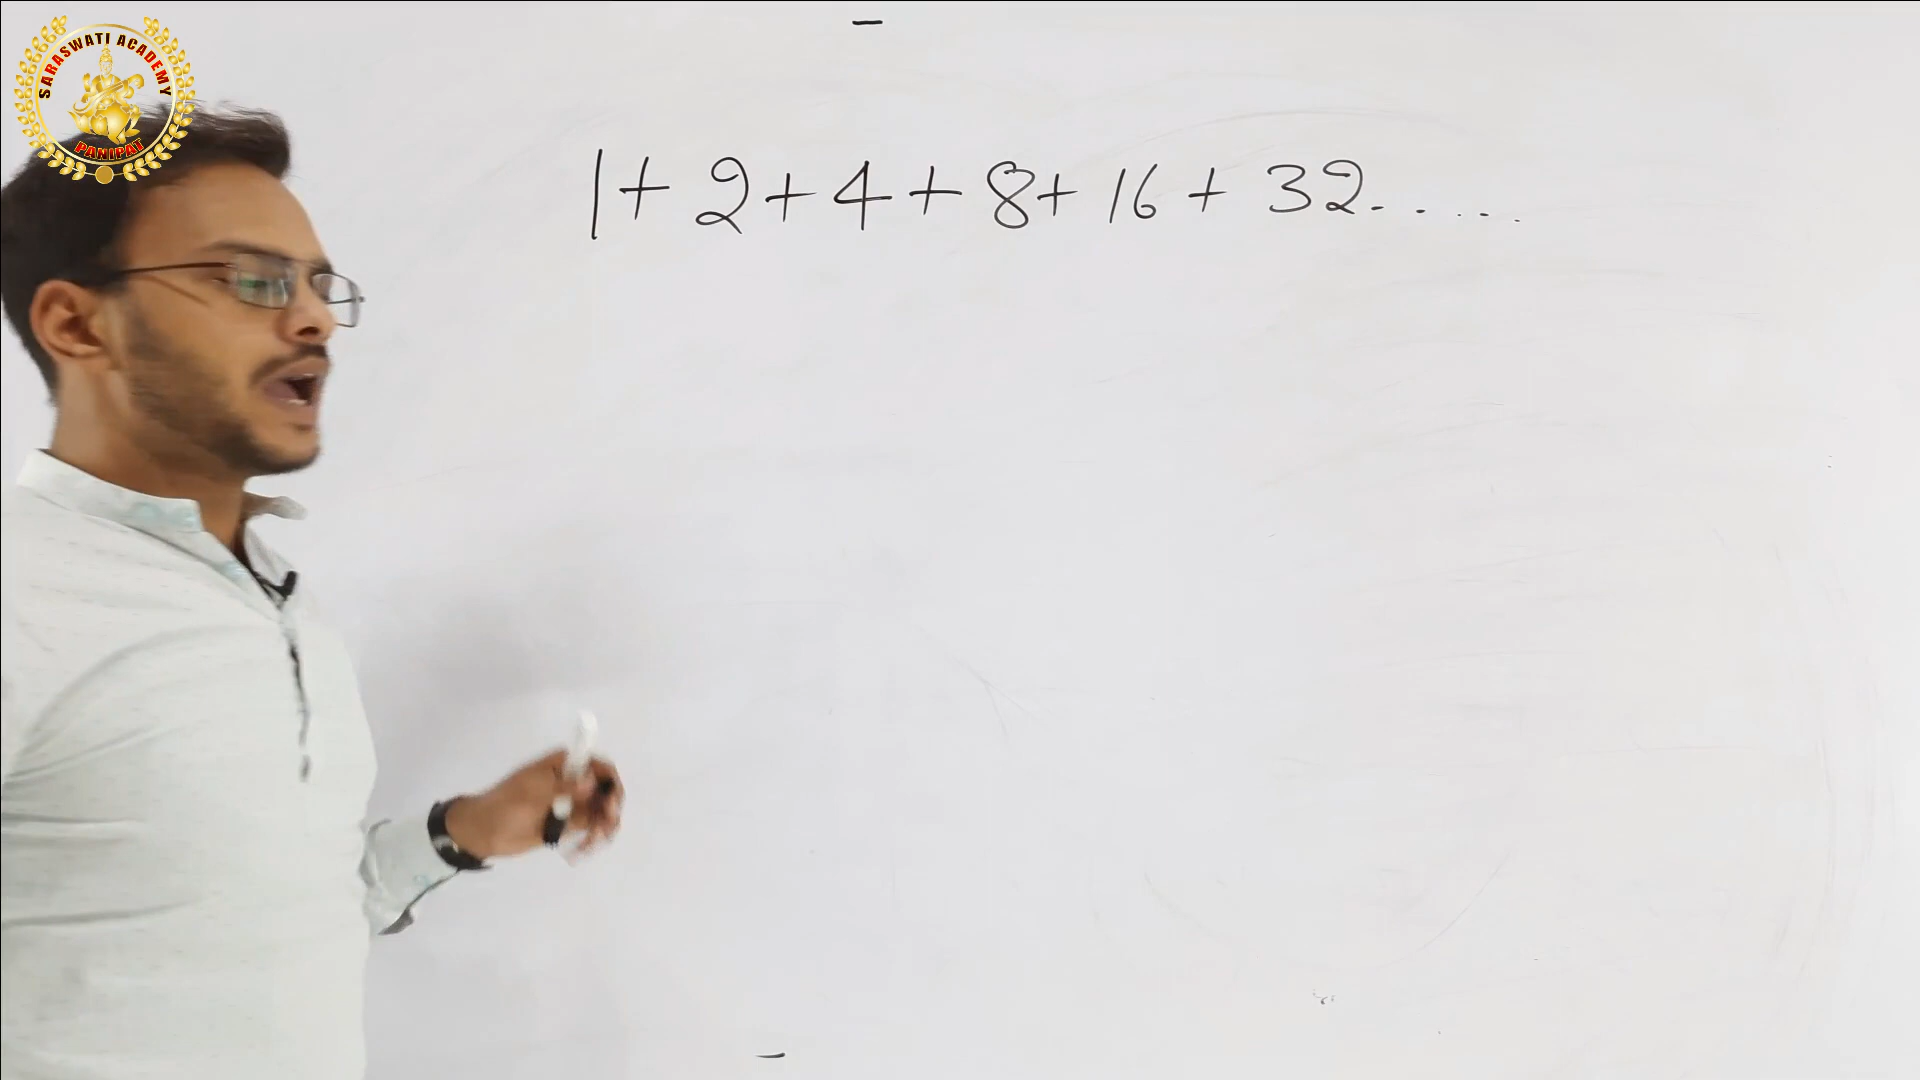 SARASWATI ACADEMY
PANIPAT
1 + 2 + 4 + 8 + 16 + 32......